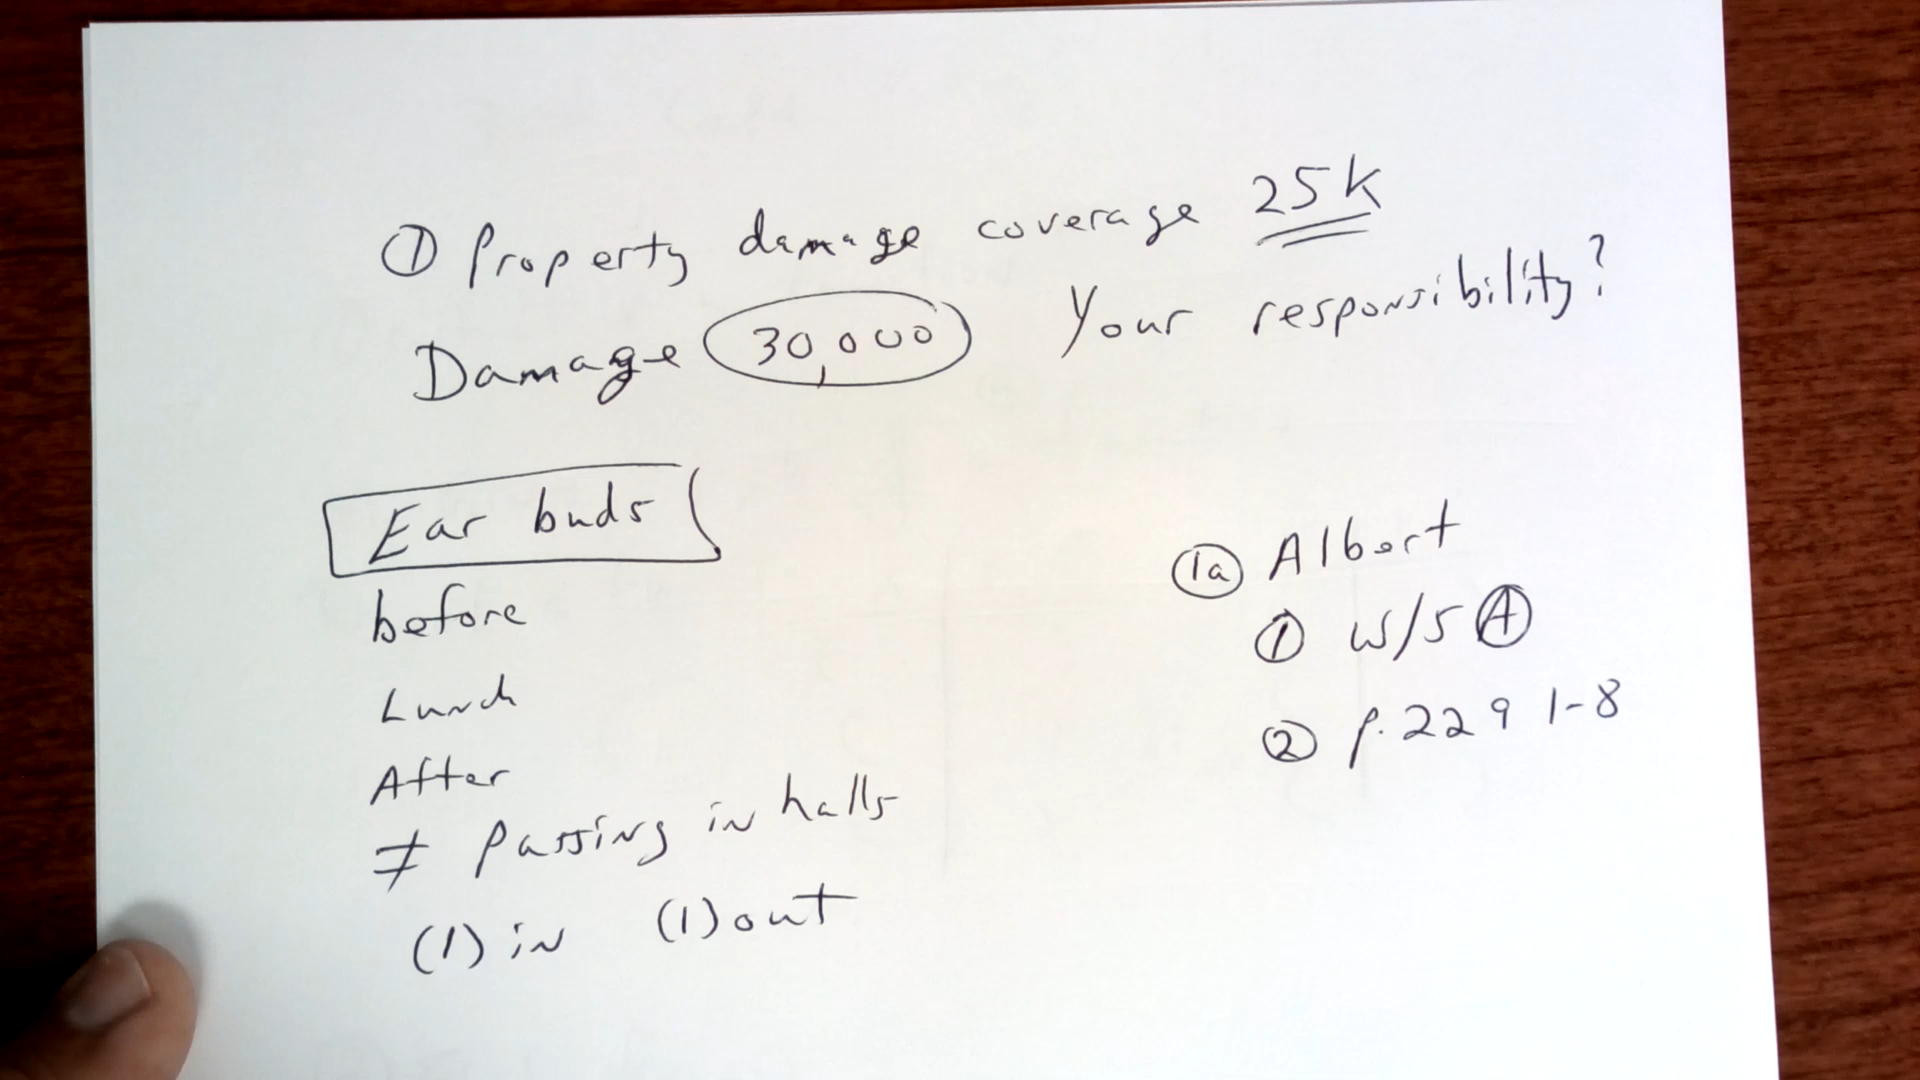 ① Property damage coverage 25k
Damage 30,000 Your responsibility?
Ear buds
before
Lunch
After
≠ Passing in halls
(1) in (1) out
1a Albert
① W/S A
② p. 229 1-8